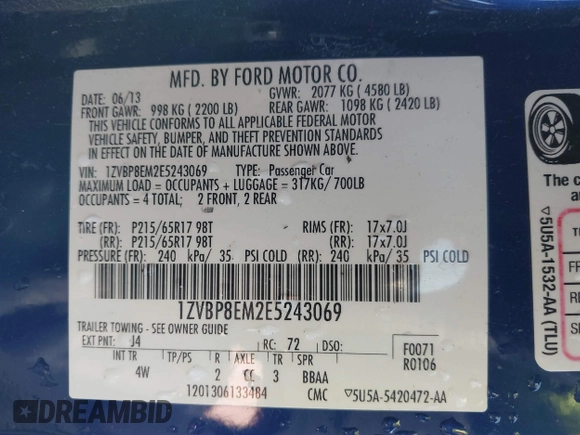 MFD. BY FORD MOTOR CO.
DATE: 06/13 GVWR: 2077 KG (4580 LB)
FRONT GAWR: 998 KG (2200 LB) REAR GAWR: 1098 KG (2420 LB)
THIS VEHICLE CONFORMS TO ALL APPLICABLE FEDERAL MOTOR
VEHICLE SAFETY, BUMPER, AND THEFT PREVENTION STANDARDS
IN EFFECT ON THE DATE OF MANUFACTURE SHOWN ABOVE.
VIN: 1ZVBP8EM2E5243069 TYPE: Passenger Car
MAXIMUM LOAD = OCCUPANTS + LUGGAGE = 317KG/700LB
OCCUPANTS = 4 TOTAL; 2 FRONT, 2 REAR
TIRE (FR): P215/65R17 98T RIMS (FR): 17x7.0J
(RR): P215/65R17 98T (RR): 17x7.0J
PRESSURE (FR): 240 kPa/ 35 PSI COLD (RR): 240 kPa/ 35 PSI COLD
1ZVBP8EM2E5243069
TRAILER TOWING - SEE OWNER GUIDE
EXT PNT: J4 RC: 72 DSO: F0071
INT TR TP/PS R AXLE TR SPR R0106
4W 2 CC 3 BBAA
1201306133484 CMC ▽5U5A-5420472-AA
The c
a
▽5U5A-1532-AA (TLU)
T
FF
RE
SF
DREAMBID